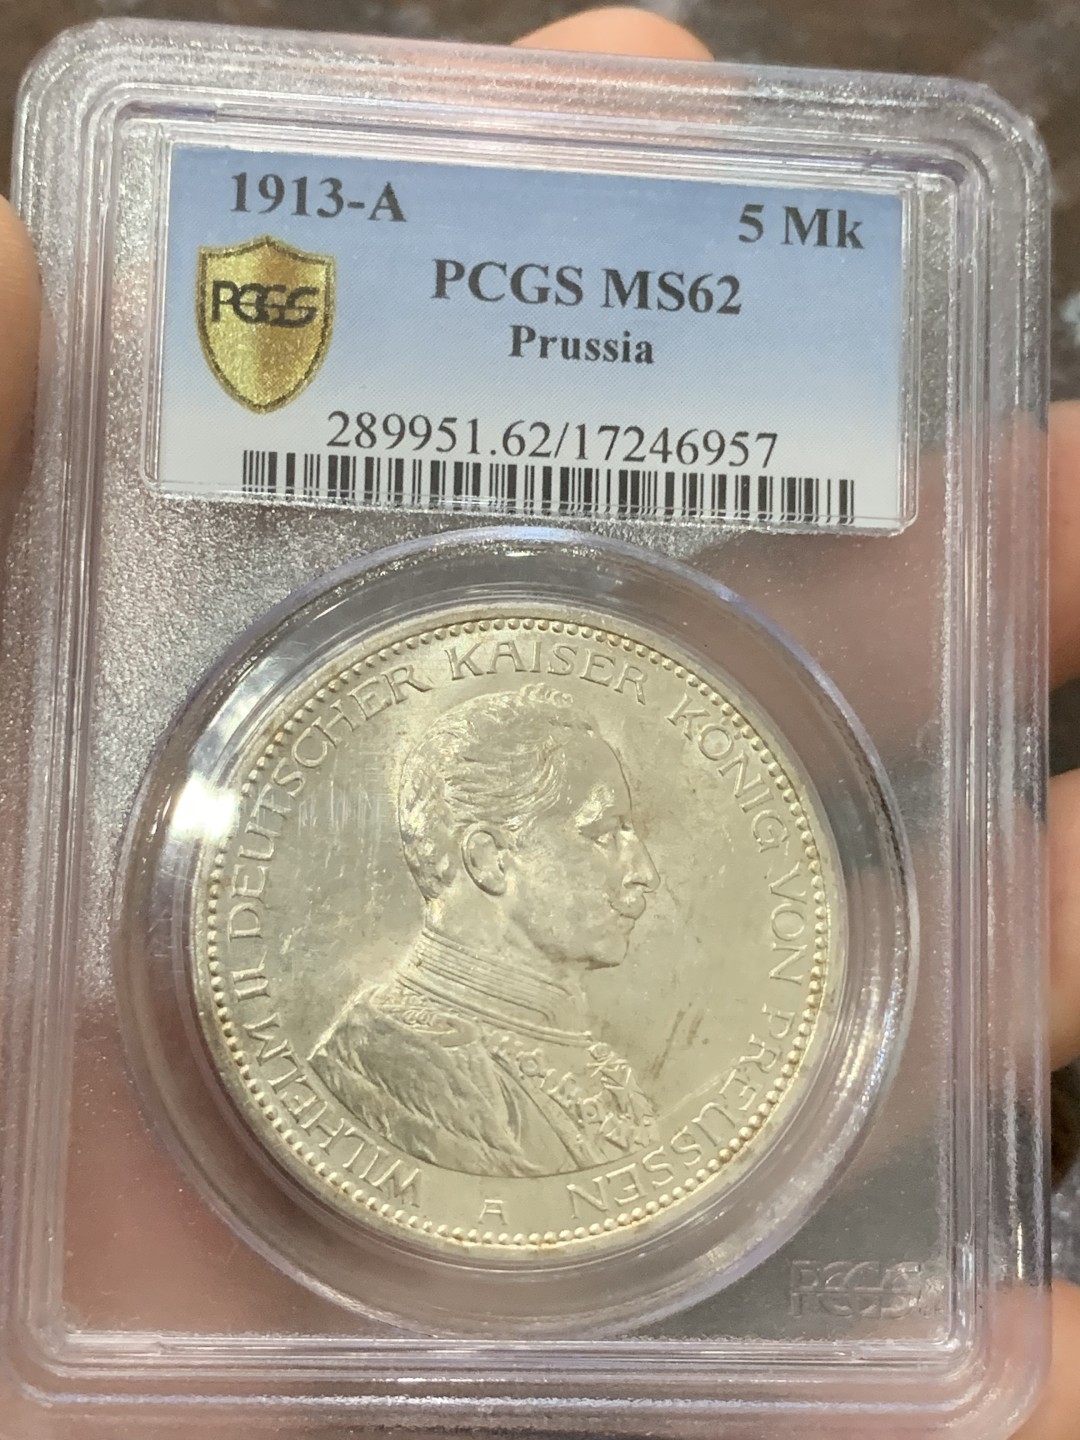 1913-A
5 Mk
PCGS
PCGS MS62
Prussia
289951.62/17246957
WILHELM II DEUTSCHER KAISER KÖNIG VON PREUSSEN
A
PCGS